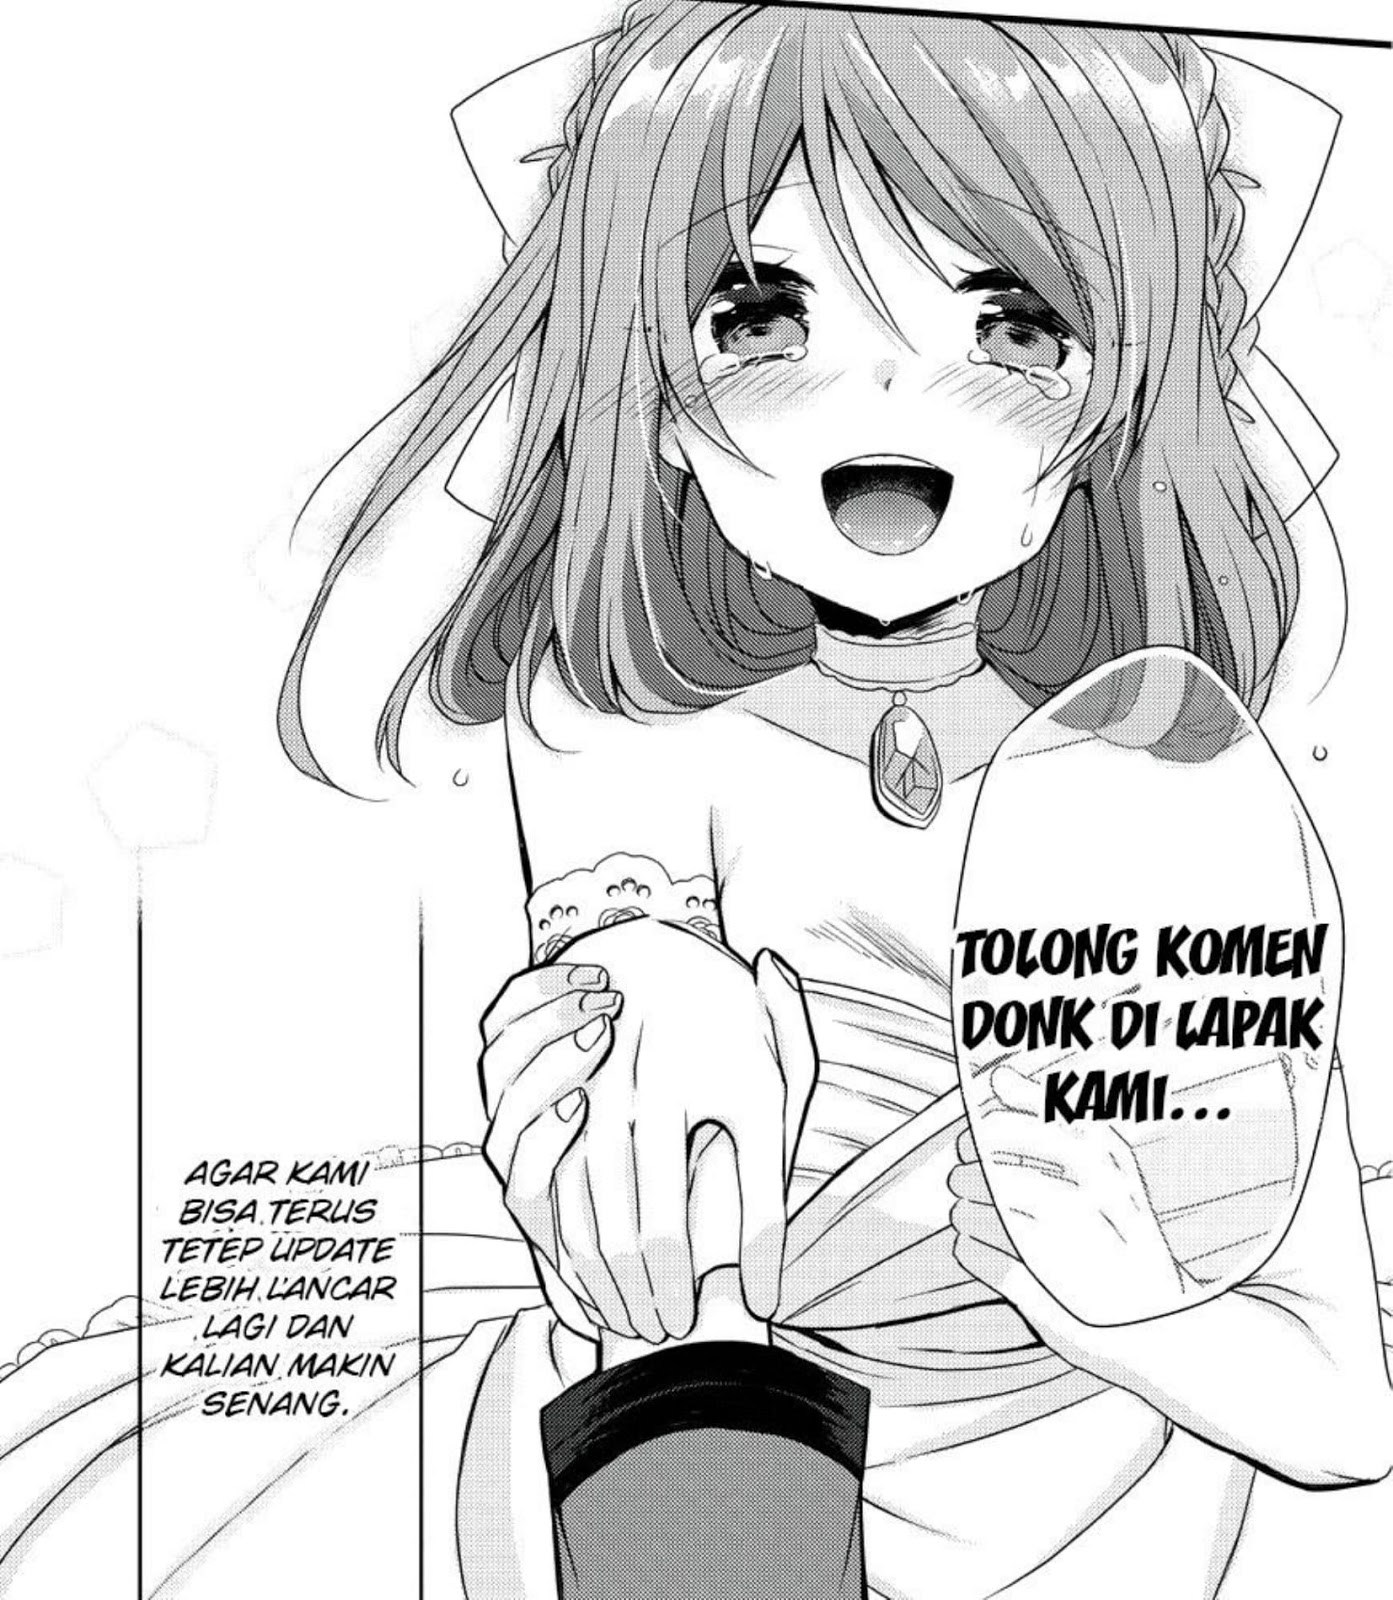 TOLONG KOMEN
DONK DI LAPAK
KAMI...
AGAR KAMI
BISA TERUS
TETEP UPDATE
LEBIH LANCAR
LAGI DAN
KALIAN MAKIN
SENANG.